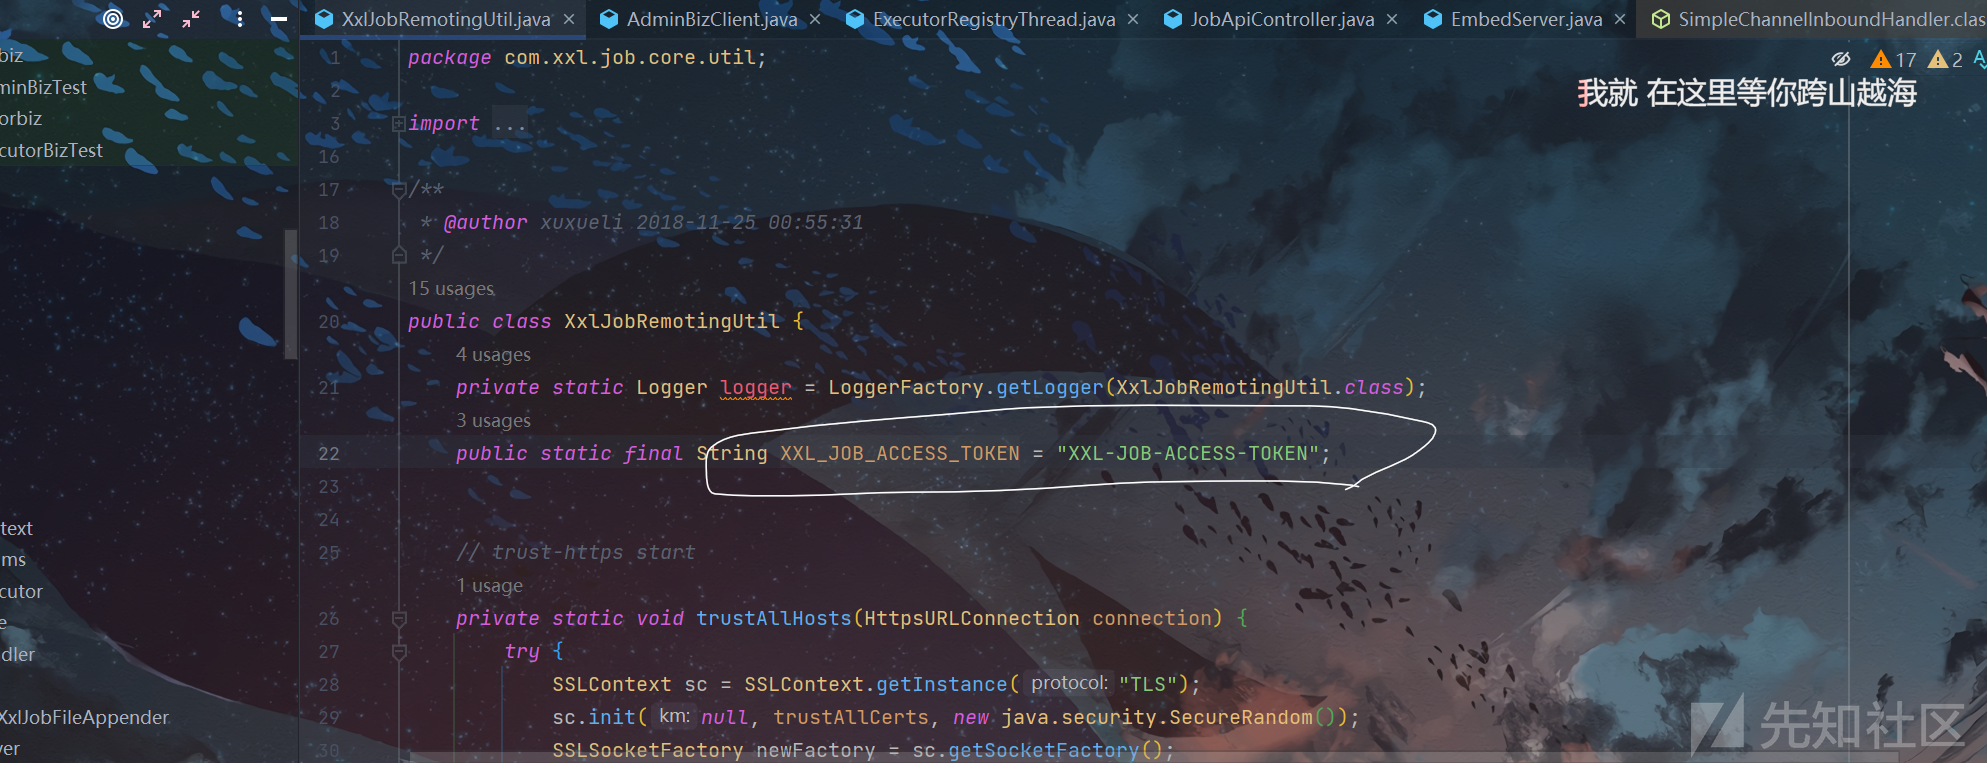 XxlJobRemotingUtil.java × AdminBizClient.java × ExecutorRegistryThread.java × JobApiController.java × EmbedServer.java × SimpleChannelInboundHandler.clas
biz
minBizTest
orbiz
cutorBizTest
text
ms
cutor
e
dler
XxlJobFileAppender
ver
17 2
我就 在这里等你跨山越海
1 package com.xxl.job.core.util;
2
3 import ...
16
17 /**
18 * @author xuxueli 2018-11-25 00:55:31
19 */
15 usages
20 public class XxlJobRemotingUtil {
4 usages
21 private static Logger logger = LoggerFactory.getLogger(XxlJobRemotingUtil.class);
3 usages
22 public static final String XXL_JOB_ACCESS_TOKEN = "XXL-JOB-ACCESS-TOKEN";
23
24
25 // trust-https start
1 usage
26 private static void trustAllHosts(HttpsURLConnection connection) {
27 try {
28 SSLContext sc = SSLContext.getInstance( protocol: "TLS");
29 sc.init( km: null, trustAllCerts, new java.security.SecureRandom());
30 SSLSocketFactory newFactory = sc.getSocketFactory();
先知社区